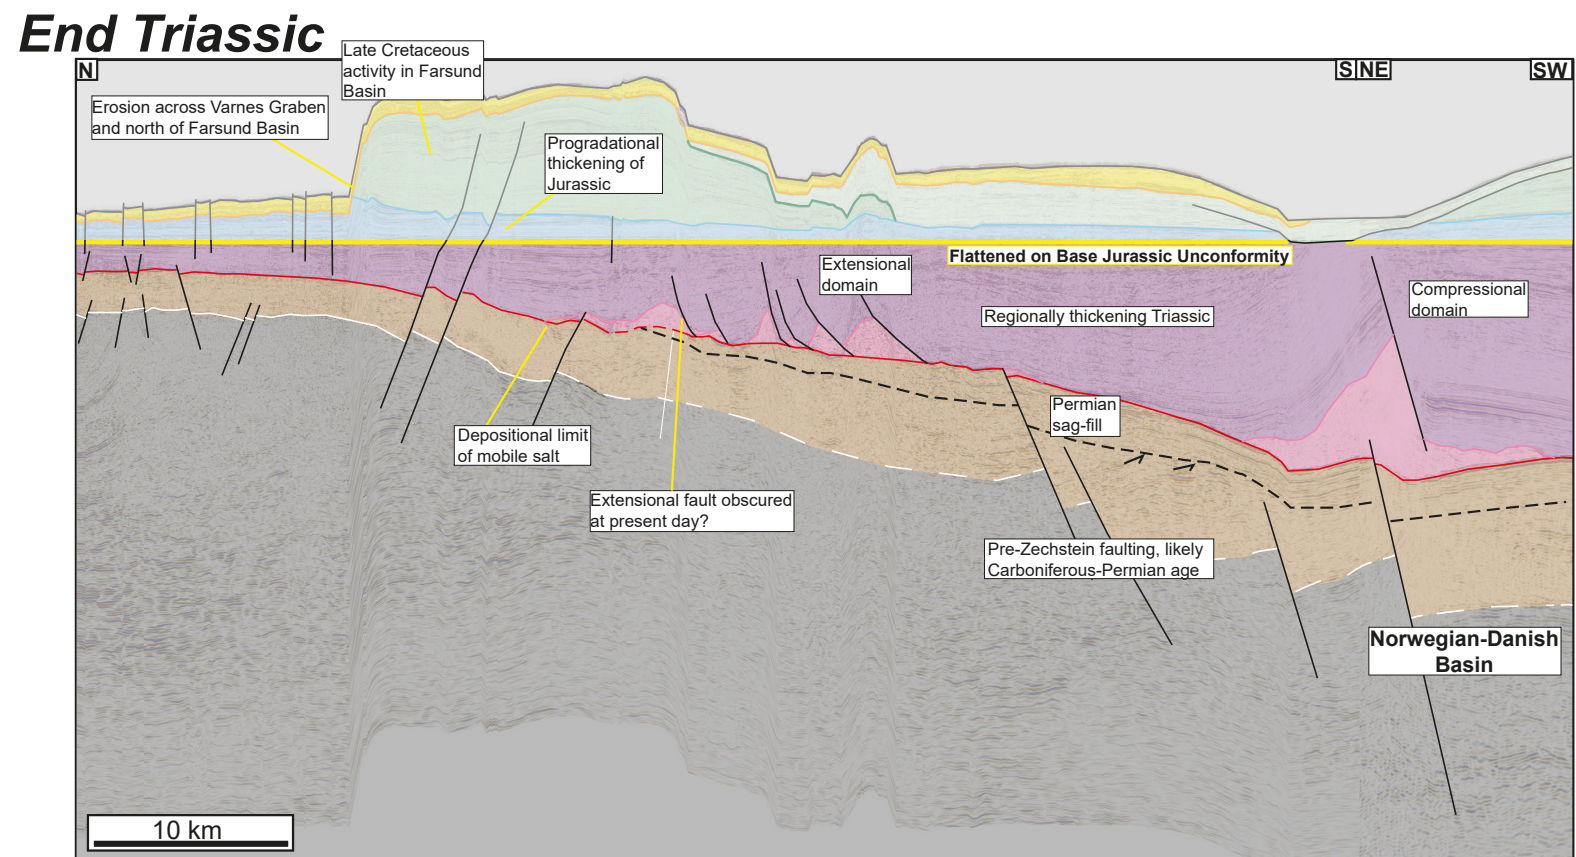 End Triassic
N
S
NE
SW
Late Cretaceous
activity in Farsund
Basin
Erosion across Varnes Graben
and north of Farsund Basin
Progradational
thickening of
Jurassic
Flattened on Base Jurassic Unconformity
Extensional
domain
Compressional
domain
Regionally thickening Triassic
Permian
sag-fill
Depositional limit
of mobile salt
Extensional fault obscured
at present day?
Pre-Zechstein faulting, likely
Carboniferous-Permian age
Norwegian-Danish
Basin
10 km